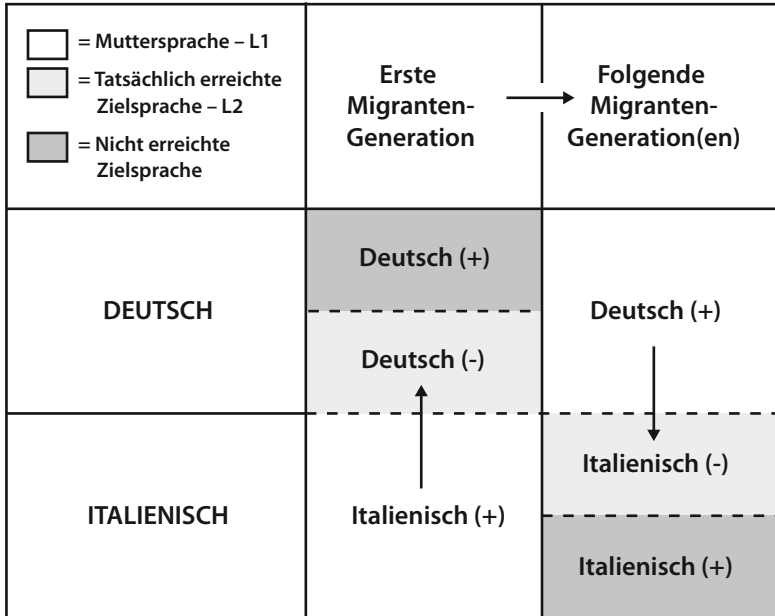 = Muttersprache – L1
= Tatsächlich erreichte
Zielsprache – L2
= Nicht erreichte
Zielsprache
Erste
Migranten-
Generation
Folgende
Migranten-
Generation(en)
DEUTSCH
Deutsch (+)
Deutsch (-)
Deutsch (+)
ITALIENISCH
Italienisch (+)
Italienisch (-)
Italienisch (+)